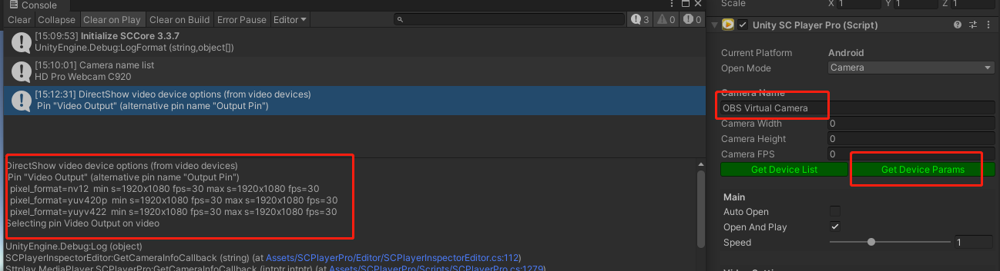 Console
Clear Collapse Clear on Play Clear on Build Error Pause Editor 3 0 0
[15:09:53] Initialize SCCore 3.3.7
UnityEngine.Debug:LogFormat (string,object[])
[15:10:01] Camera name list
HD Pro Webcam C920
[15:12:31] DirectShow video device options (from video devices)
Pin "Video Output" (alternative pin name "Output Pin")
DirectShow video device options (from video devices)
Pin "Video Output" (alternative pin name "Output Pin")
pixel_format=nv12 min s=1920x1080 fps=30 max s=1920x1080 fps=30
pixel_format=yuv420p min s=1920x1080 fps=30 max s=1920x1080 fps=30
pixel_format=yuyv422 min s=1920x1080 fps=30 max s=1920x1080 fps=30
Selecting pin Video Output on video
UnityEngine.Debug:Log (object)
SCPlayerInspectorEditor:GetCameraInfoCallback (string) (at Assets/SCPlayerPro/Editor/SCPlayerInspectorEditor.cs:112)
Sttplay.MediaPlayer.SCPlayerPro:GetCameraInfoCallback (intptr,intptr) (at Assets/SCPlayerPro/Scripts/SCPlayerPro.cs:1279)
Scale X 1 Y 1 Z 1
Unity SC Player Pro (Script)
Current Platform Android
Open Mode Camera
Camera Name
OBS Virtual Camera
Camera Width 0
Camera Height 0
Camera FPS 0
Get Device List Get Device Params
Main
Auto Open
Open And Play
Speed 1